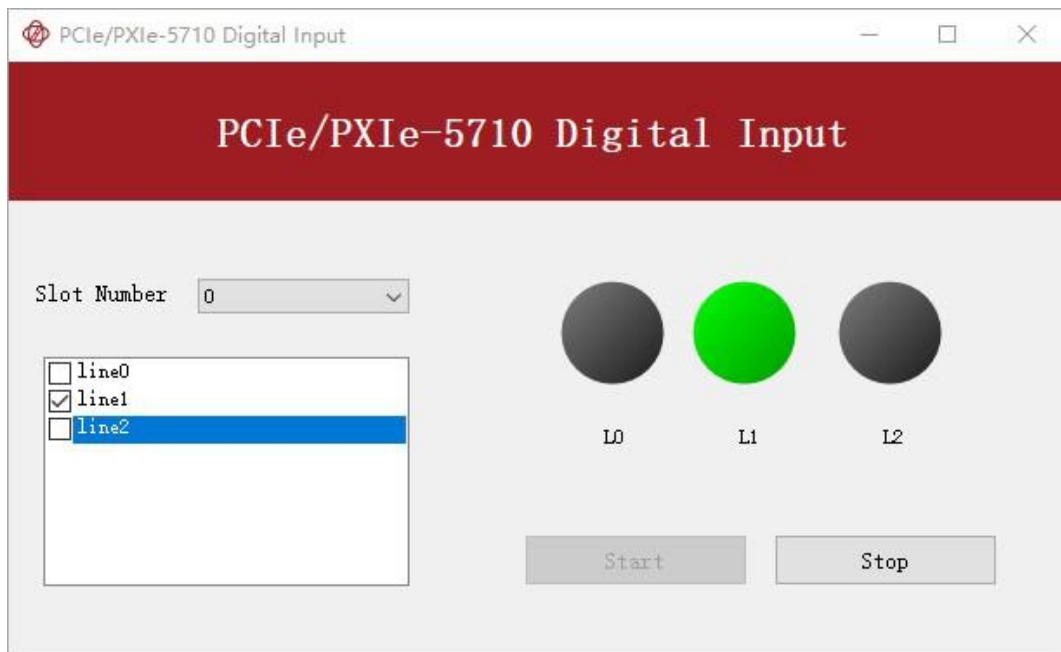 PCIe/PXIe-5710 Digital Input
PCIe/PXIe-5710 Digital Input
Slot Number
0
line0
line1
line2
L0
L1
L2
Start
Stop